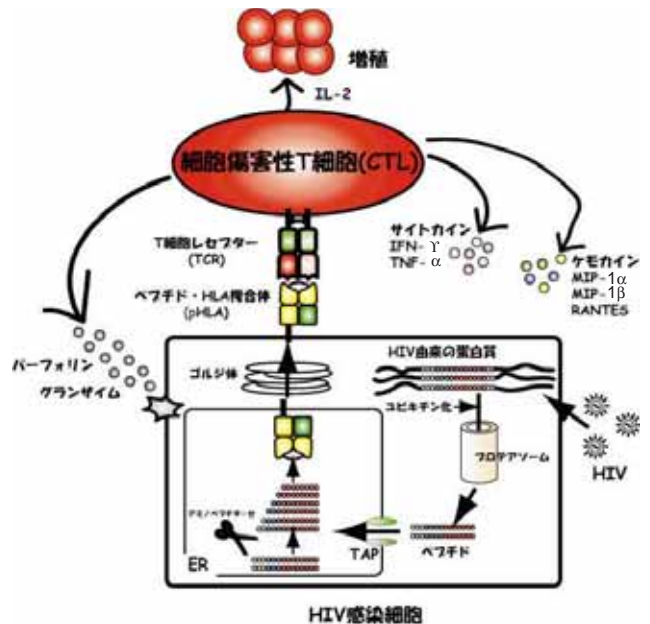 増殖
IL-2
細胞傷害性T細胞(CTL)
T細胞レセプター
(TCR)
サイトカイン
IFN-γ
TNF-α
ケモカイン
MIP-1α
MIP-1β
RANTES
ペプチド・HLA複合体
(pHLA)
パーフォリン
グランザイム
ゴルジ体
HIV由来の蛋白質
ユビキチン化
プロテアソーム
HIV
アミノペプチダーゼ
ER
TAP
ペプチド
HIV感染細胞